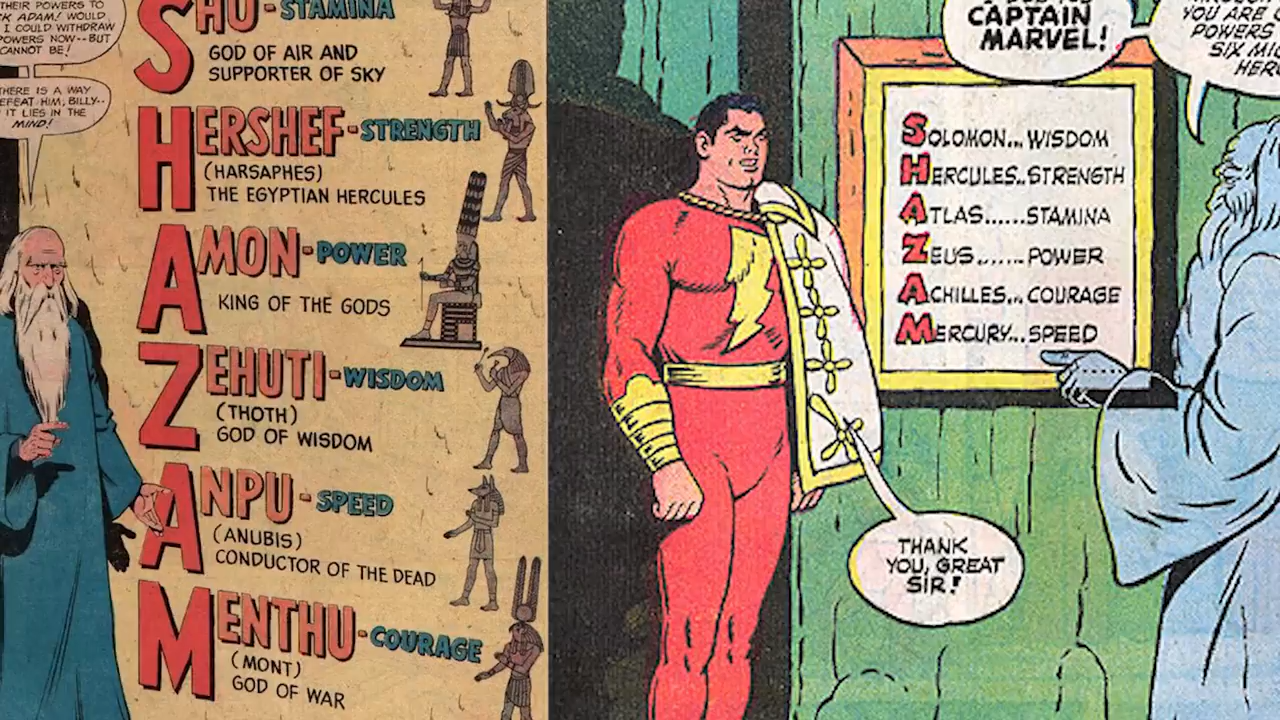 THEIR POWERS TO
CK ADAM! WOULD
I COULD WITHDRAW
POWERS NOW--BUT
CANNOT BE!
THERE IS A WAY
DEFEAT HIM, BILLY--
IT LIES IN THE
MIND!
SHU-STAMINA
GOD OF AIR AND
SUPPORTER OF SKY
HERSHEF-STRENGTH
(HARSAPHES)
THE EGYPTIAN HERCULES
AMON-POWER
KING OF THE GODS
ZEHUTI-WISDOM
(THOTH)
GOD OF WISDOM
ANPU-SPEED
(ANUBIS)
CONDUCTOR OF THE DEAD
MENTHU-COURAGE
(MONT)
GOD OF WAR
CAPTAIN
MARVEL!
YOU ARE
POWERS
SIX
HER
SOLOMON... WISDOM
HERCULES.. STRENGTH
ATLAS......STAMINA
ZEUS.......POWER
ACHILLES... COURAGE
MERCURY...SPEED
THANK
YOU, GREAT
SIR!